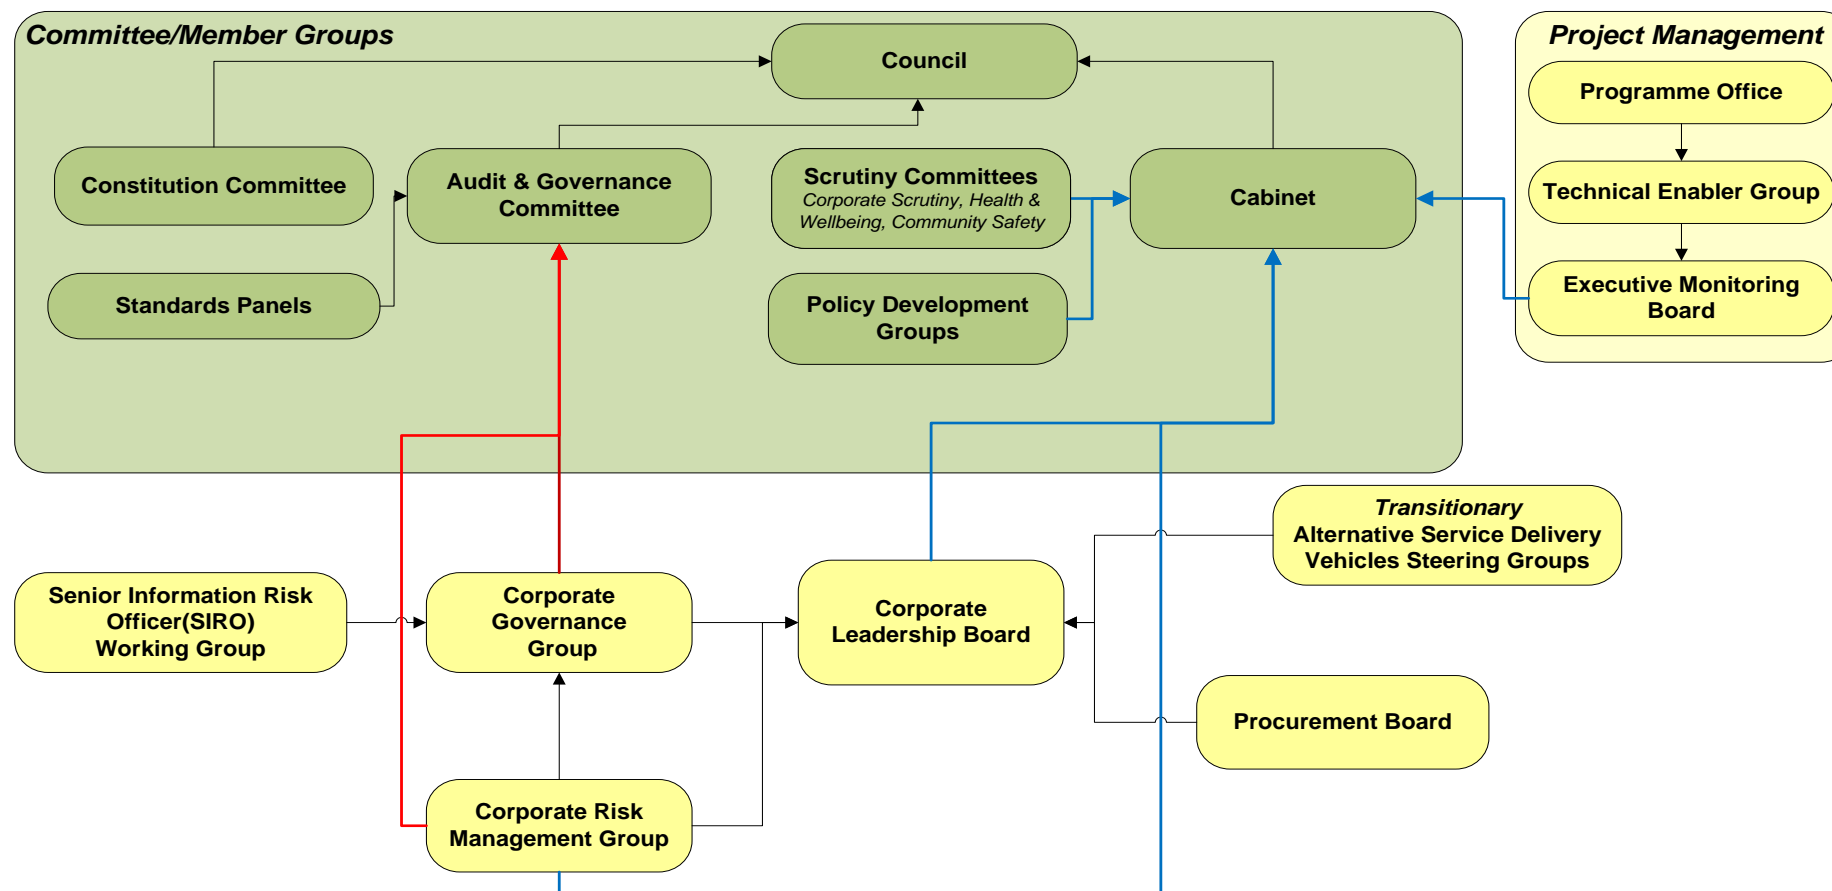 Committee/Member Groups
Project Management
Council
Programme Office
Constitution Committee
Audit & Governance
Committee
Scrutiny Committees
Corporate Scrutiny, Health &
Wellbeing, Community Safety
Cabinet
Technical Enabler Group
Standards Panels
Policy Development
Groups
Executive Monitoring
Board
Transitionary
Alternative Service Delivery
Vehicles Steering Groups
Senior Information Risk
Officer(SIRO)
Working Group
Corporate
Governance
Group
Corporate
Leadership Board
Procurement Board
Corporate Risk
Management Group